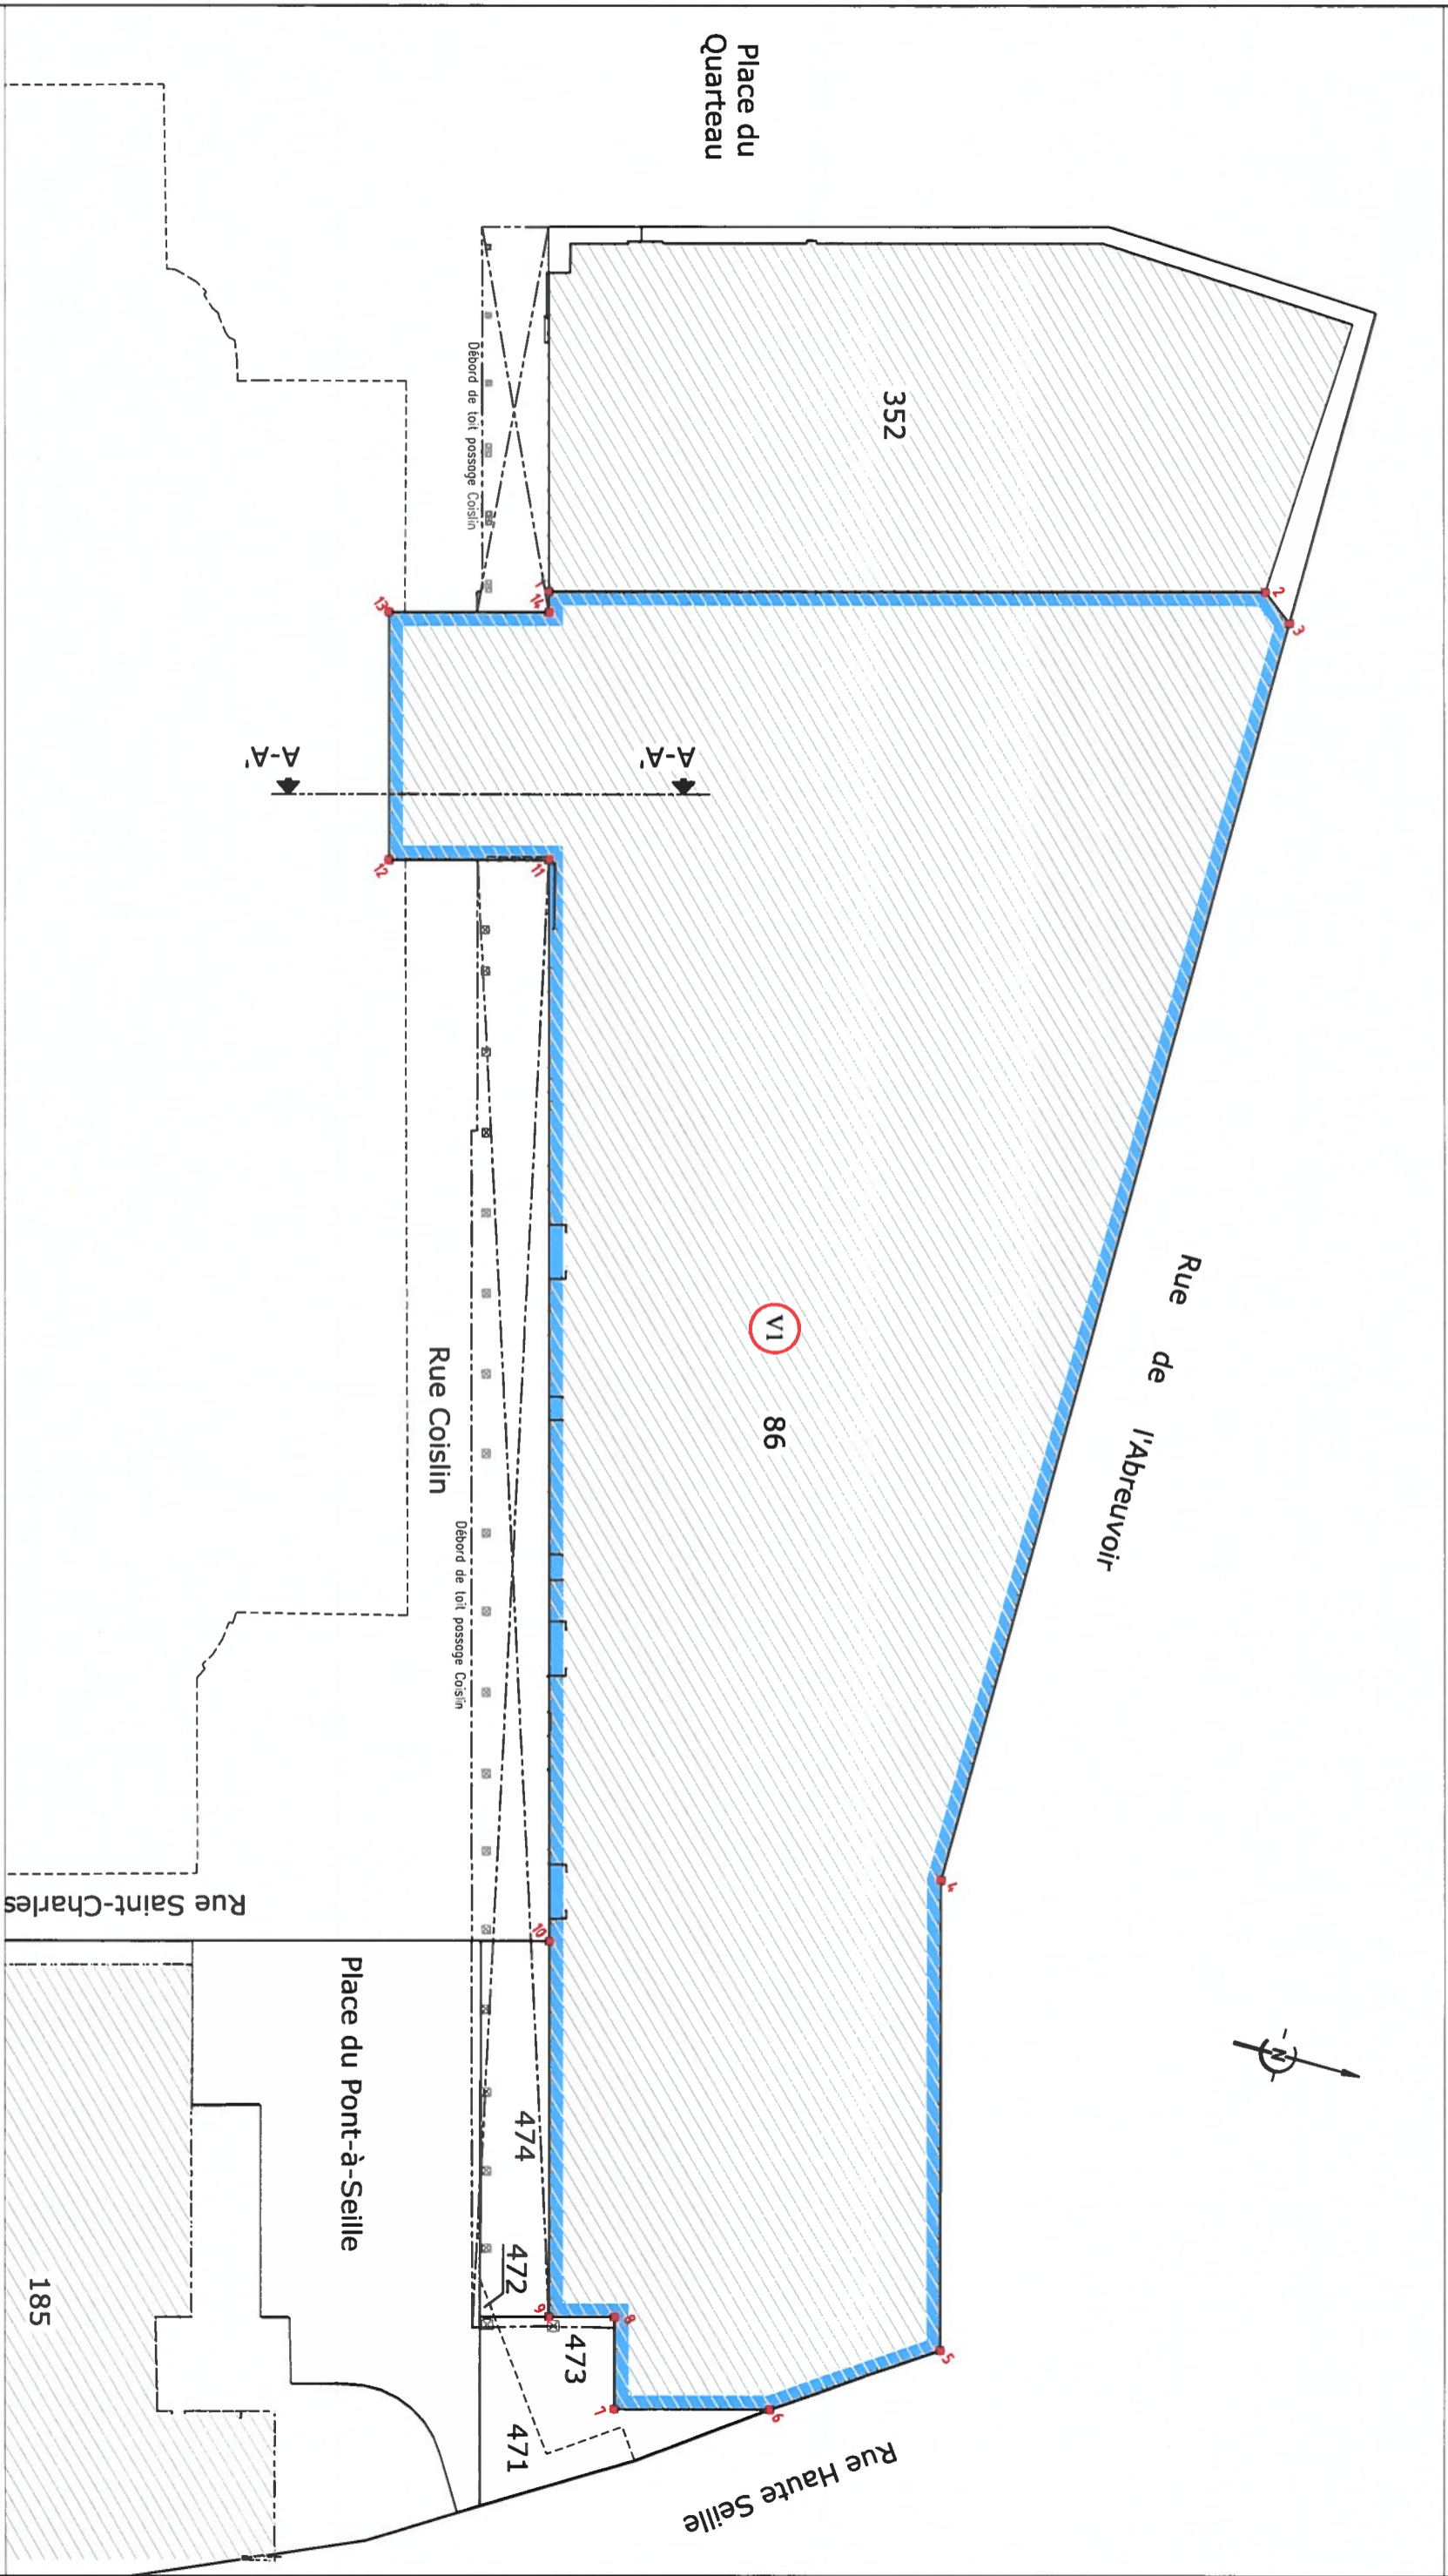 Place du
Quarteau
352
Débord de toit passage Coislin
1
14
2
3
13
A-A'
A-A'
12
11
Rue de l'Abreuvoir
V1
86
Rue Coislin
Débord de toit passage Coislin
4
10
Rue Saint-Charles
Place du Pont-à-Seille
N
474
472
9
8
473
7
471
5
6
Rue Haute Seille
185